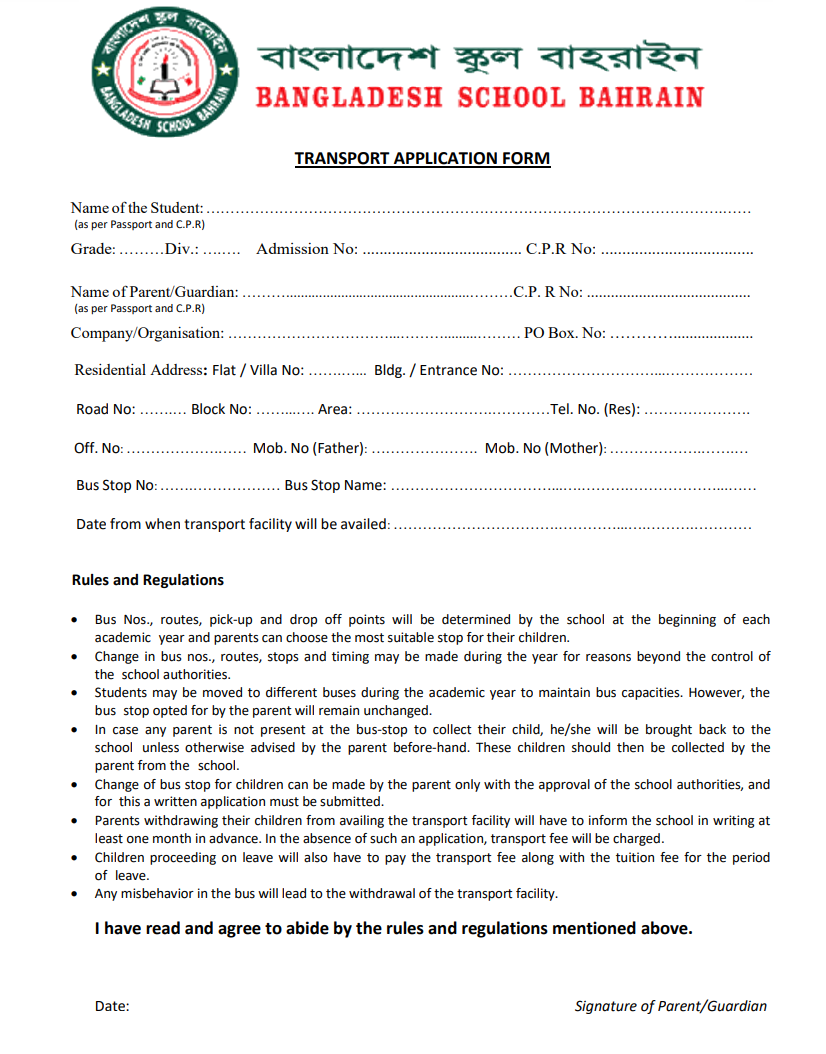 বাংলাদেশ স্কুল বাহরাইন
BANGLADESH SCHOOL BAHRAIN
বাংলাদেশ স্কুল বাহরাইন
BANGLADESH SCHOOL BAHRAIN
TRANSPORT APPLICATION FORM
Name of the Student: ……………………………………………………………………………………
(as per Passport and C.P.R)
Grade: ………Div.: ……… Admission No: .................................... C.P.R No: ...................................
Name of Parent/Guardian: ………...........................................………C.P. R No: .....................................
(as per Passport and C.P.R)
Company/Organisation: ………………………...………........……… PO Box. No: …………..................
Residential Address: Flat / Villa No: ………... Bldg. / Entrance No: ………………………...………………
Road No: ……… Block No: ………... Area: ………………………………Tel. No. (Res): …………………
Off. No: ………………… Mob. No (Father): ………………… Mob. No (Mother): ……………………
Bus Stop No: ………………… Bus Stop Name: ………………………...………………………...……
Date from when transport facility will be availed: ………………………………………...…………………
Rules and Regulations
• Bus Nos., routes, pick-up and drop off points will be determined by the school at the beginning of each
academic year and parents can choose the most suitable stop for their children.
• Change in bus nos., routes, stops and timing may be made during the year for reasons beyond the control of
the school authorities.
• Students may be moved to different buses during the academic year to maintain bus capacities. However, the
bus stop opted for by the parent will remain unchanged.
• In case any parent is not present at the bus-stop to collect their child, he/she will be brought back to the
school unless otherwise advised by the parent before-hand. These children should then be collected by the
parent from the school.
• Change of bus stop for children can be made by the parent only with the approval of the school authorities, and
for this a written application must be submitted.
• Parents withdrawing their children from availing the transport facility will have to inform the school in writing at
least one month in advance. In the absence of such an application, transport fee will be charged.
• Children proceeding on leave will also have to pay the transport fee along with the tuition fee for the period
of leave.
• Any misbehavior in the bus will lead to the withdrawal of the transport facility.
I have read and agree to abide by the rules and regulations mentioned above.
Date: Signature of Parent/Guardian